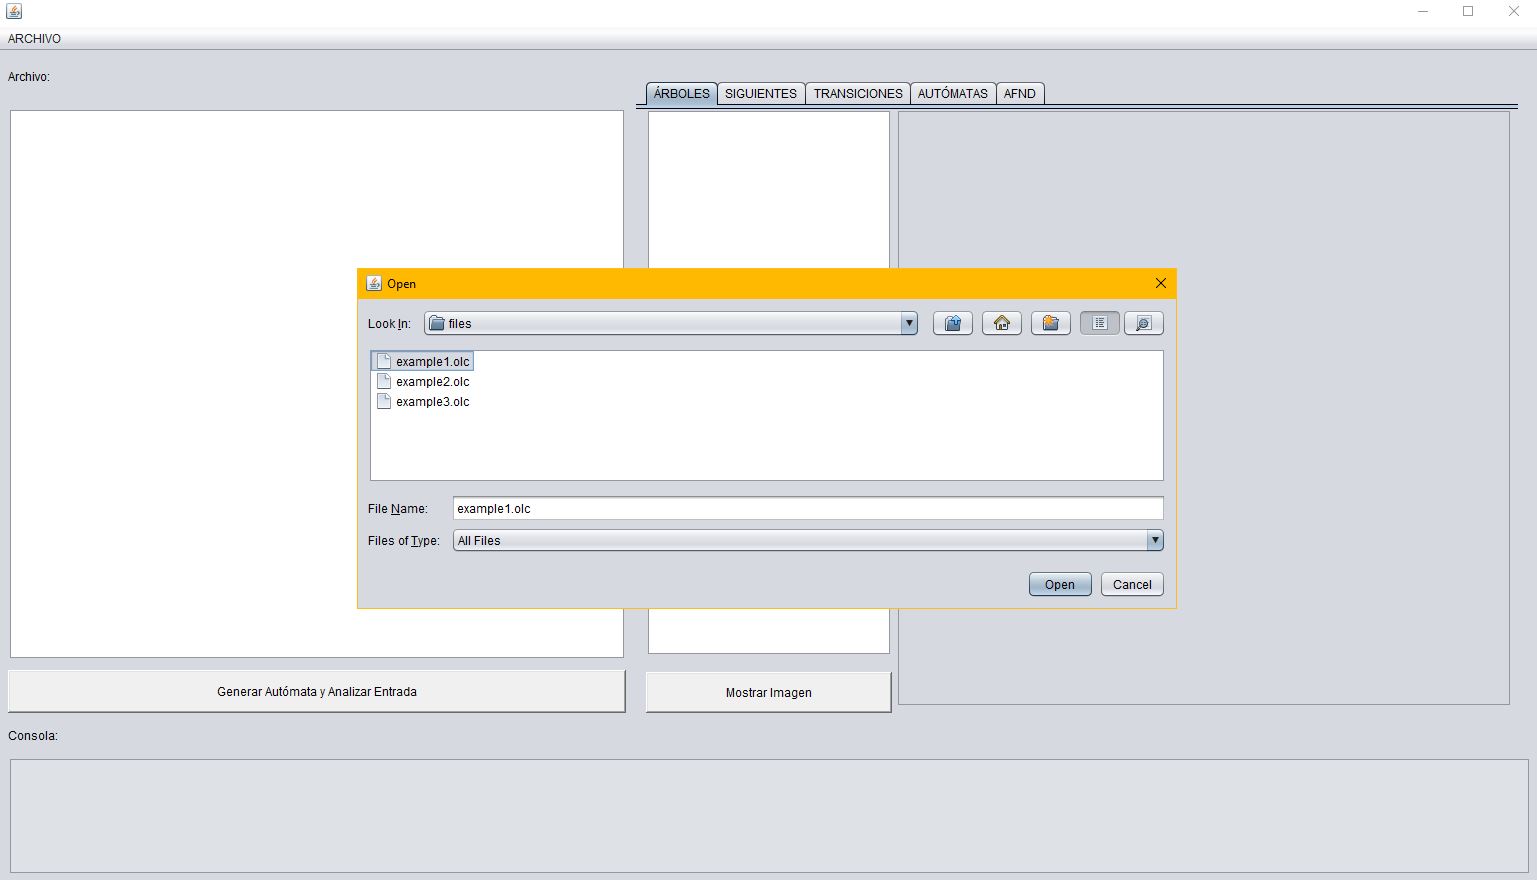 ARCHIVO
Archivo:
ÁRBOLES SIGUIENTES TRANSICIONES AUTÓMATAS AFND
Open
Look In: files
example1.olc
example2.olc
example3.olc
File Name: example1.olc
Files of Type: All Files
Open Cancel
Generar Autómata y Analizar Entrada
Mostrar Imagen
Consola: